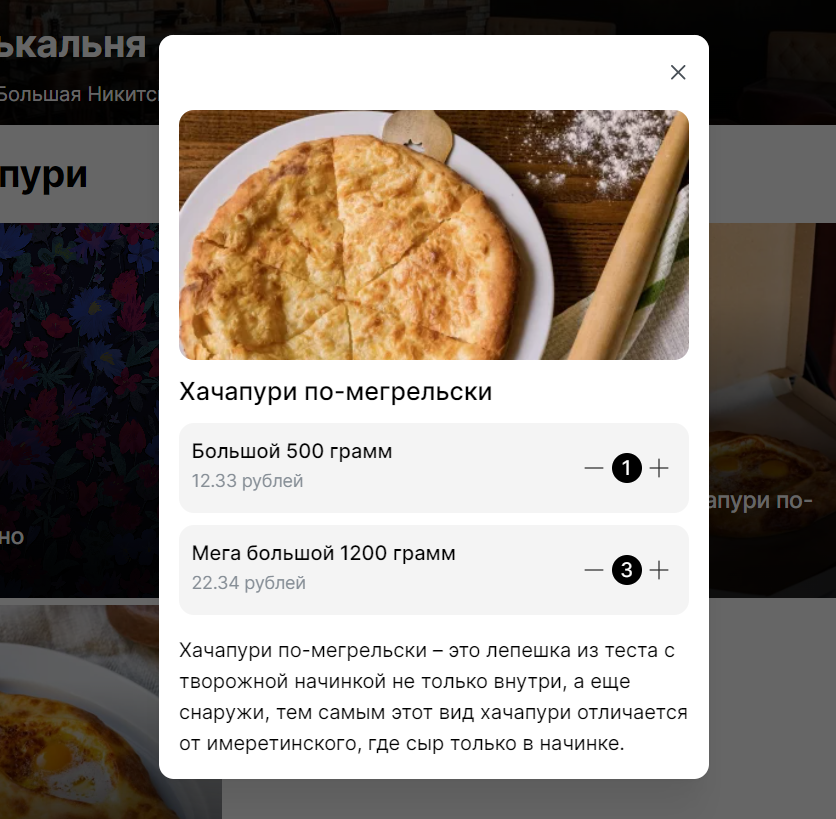 ькальня
Большая Никитс
пури
Хачапури по-мегрельски
Большой 500 грамм
12.33 рублей
1
Мега большой 1200 грамм
22.34 рублей
3
апури по-
но
Хачапури по-мегрельски – это лепешка из теста с
творожной начинкой не только внутри, а еще
снаружи, тем самым этот вид хачапури отличается
от имеретинского, где сыр только в начинке.